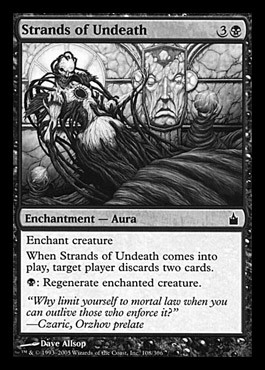 Strands of Undeath 3
Enchantment — Aura
Enchant creature
When Strands of Undeath comes into
play, target player discards two cards.
: Regenerate enchanted creature.
"Why limit yourself to mortal law when you
can outlive those who enforce it?"
—Czaric, Orzhov prelate
Dave Allsop
™ & © 1993–2005 Wizards of the Coast, Inc. 108/306